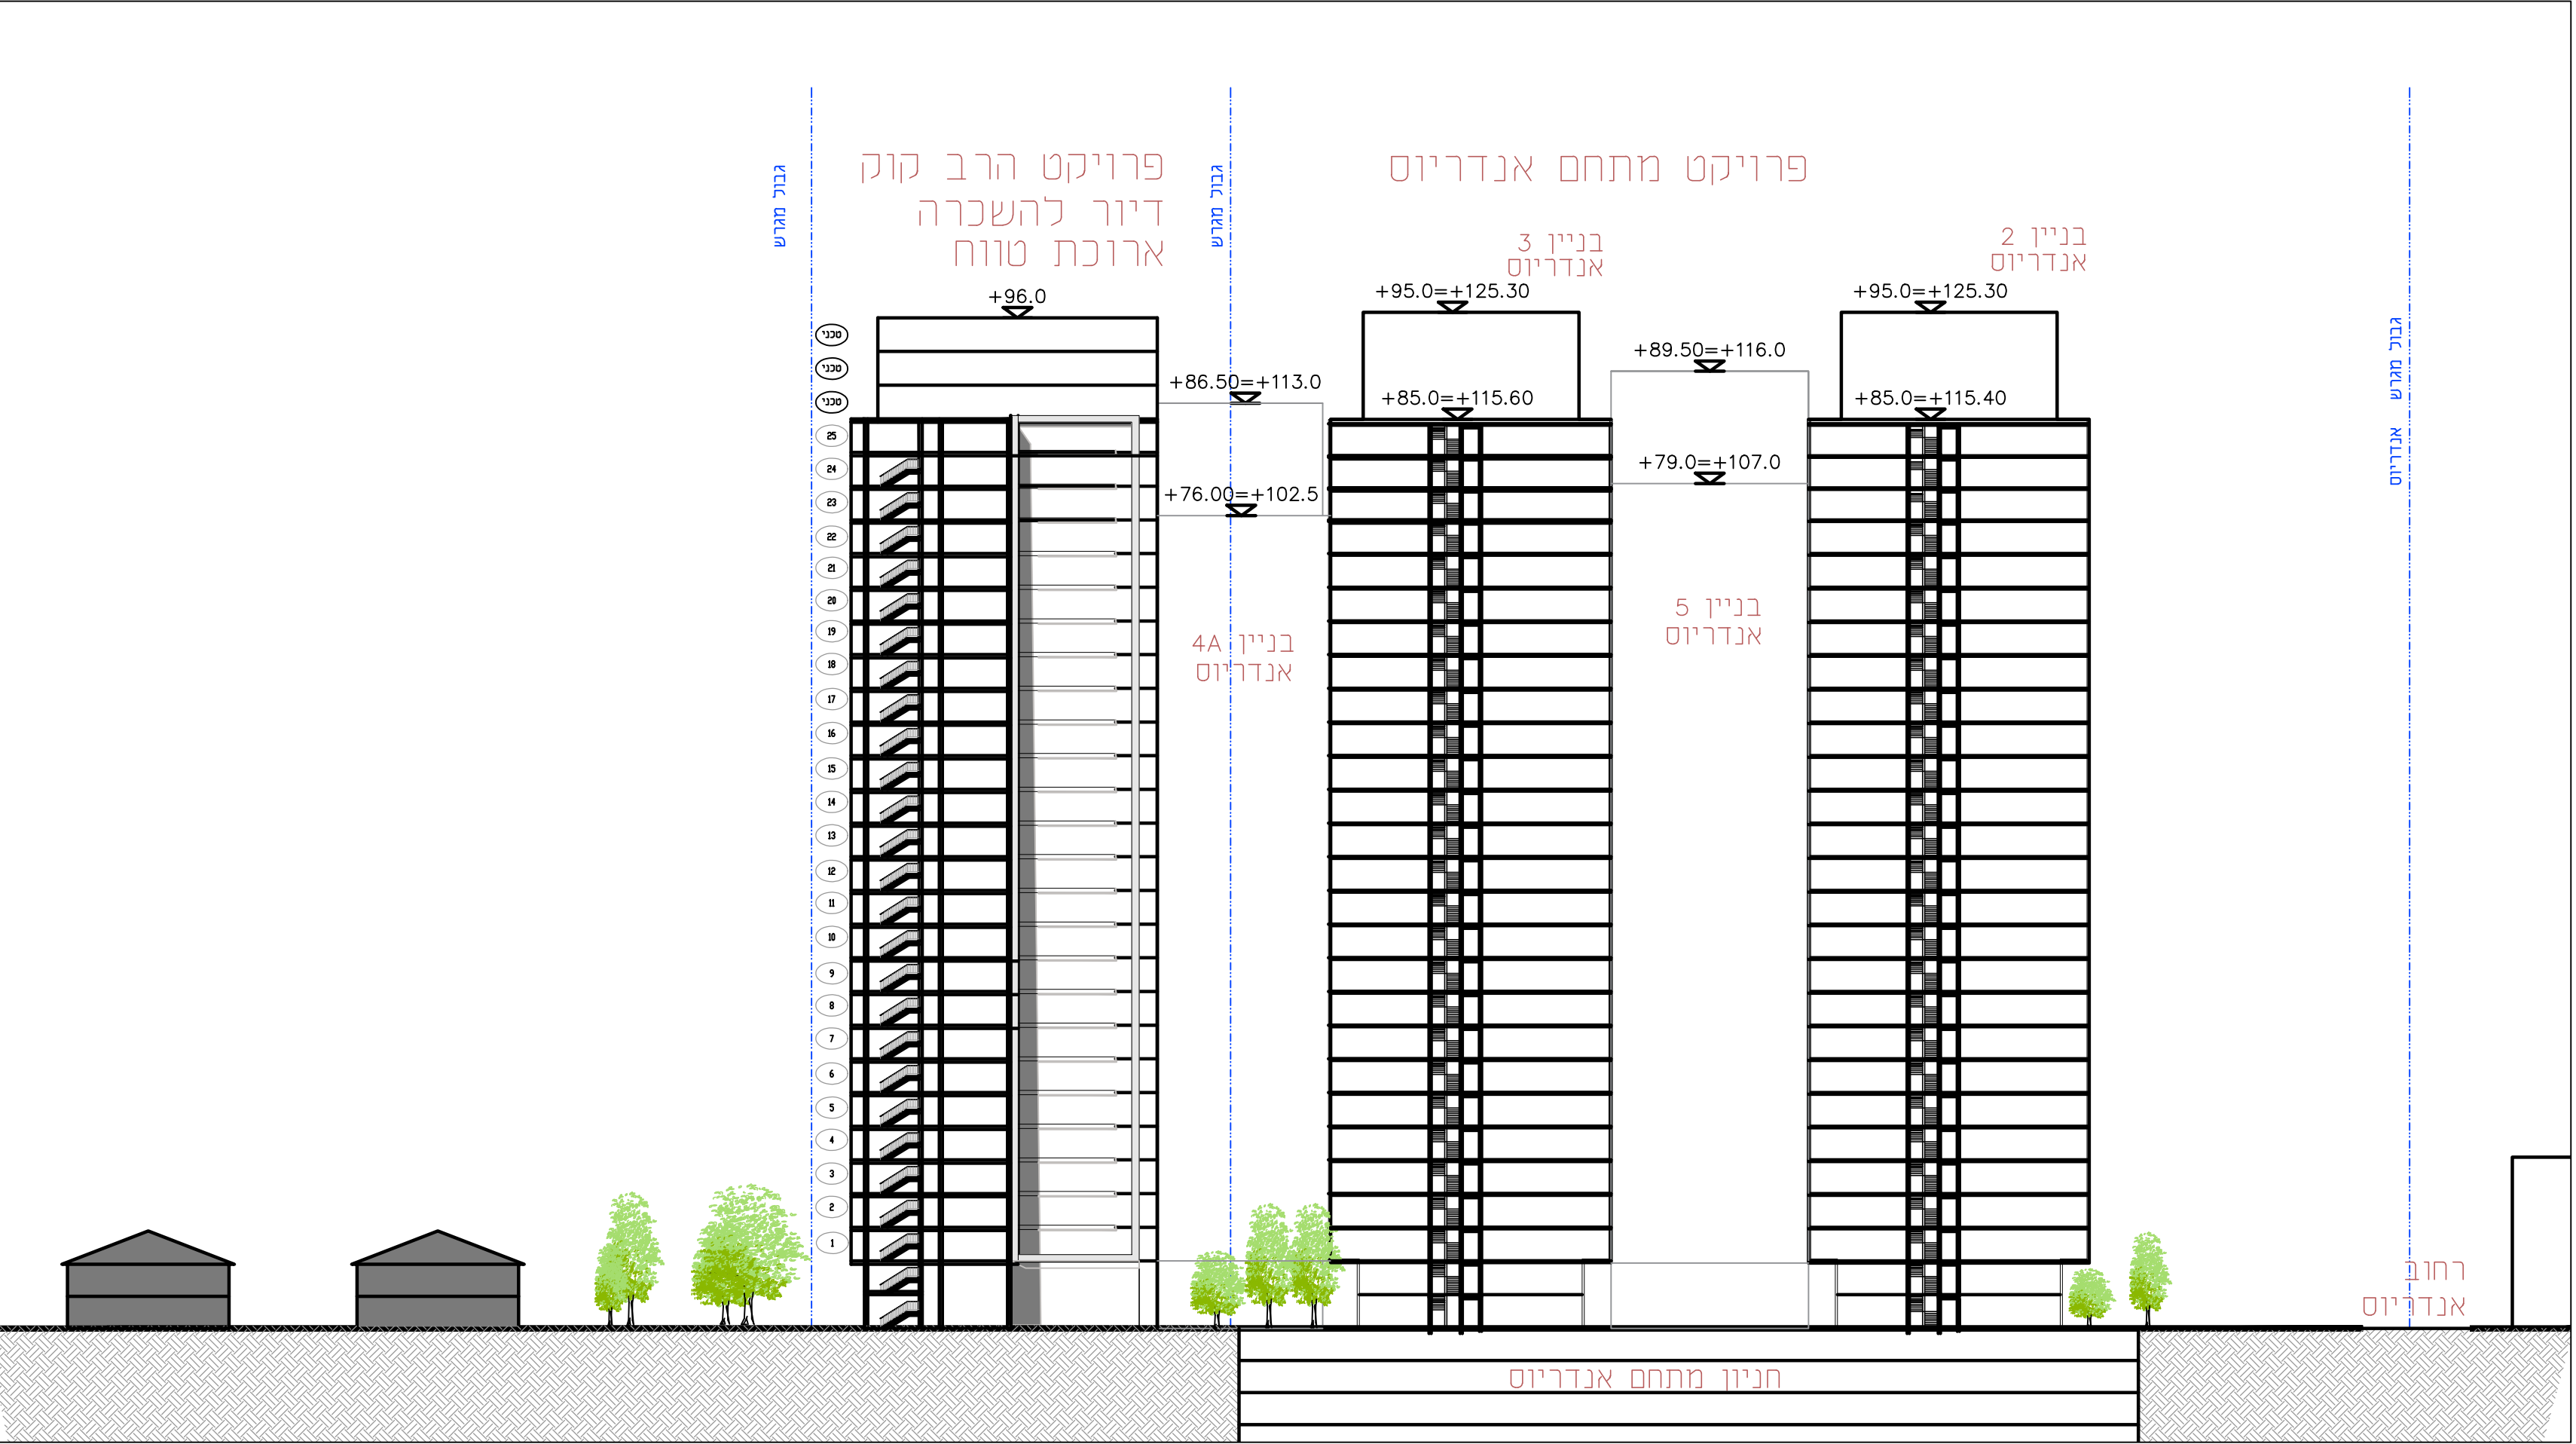 פרויקט הרב קוק
דיור להשכרה
ארוכת טווח
פרויקט מתחם אנדריוס
גבול מגרש
גבול מגרש
גבול מגרש אנדריוס
בניין 3
אנדריוס
בניין 2
אנדריוס
+96.0
+95.0=+125.30
+95.0=+125.30
+86.50=+113.0
+89.50=+116.0
+85.0=+115.60
+85.0=+115.40
+76.00=+102.5
+79.0=+107.0
טכני
טכני
טכני
25
24
23
22
21
20
19
18
17
16
15
14
13
12
11
10
9
8
7
6
5
4
3
2
1
בניין 4A
אנדריוס
בניין 5
אנדריוס
רחוב
אנדריוס
חניון מתחם אנדריוס